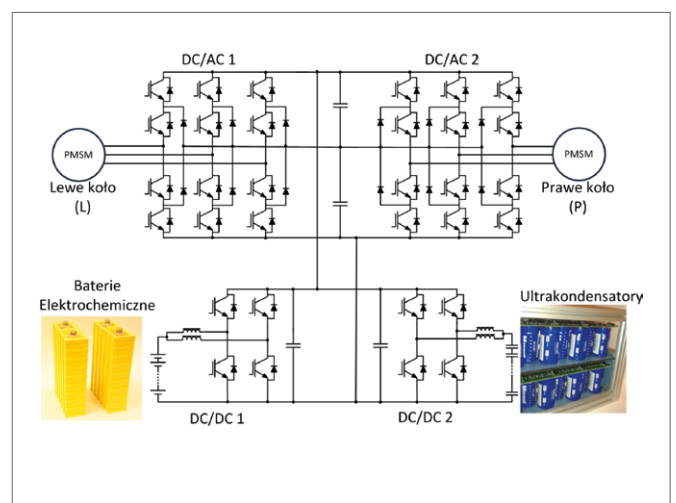 DC/AC 1
DC/AC 2
PMSM
PMSM
Lewe koło
(L)
Prawe koło
(P)
Baterie
Elektrochemiczne
Ultrakondensatory
DC/DC 1
DC/DC 2